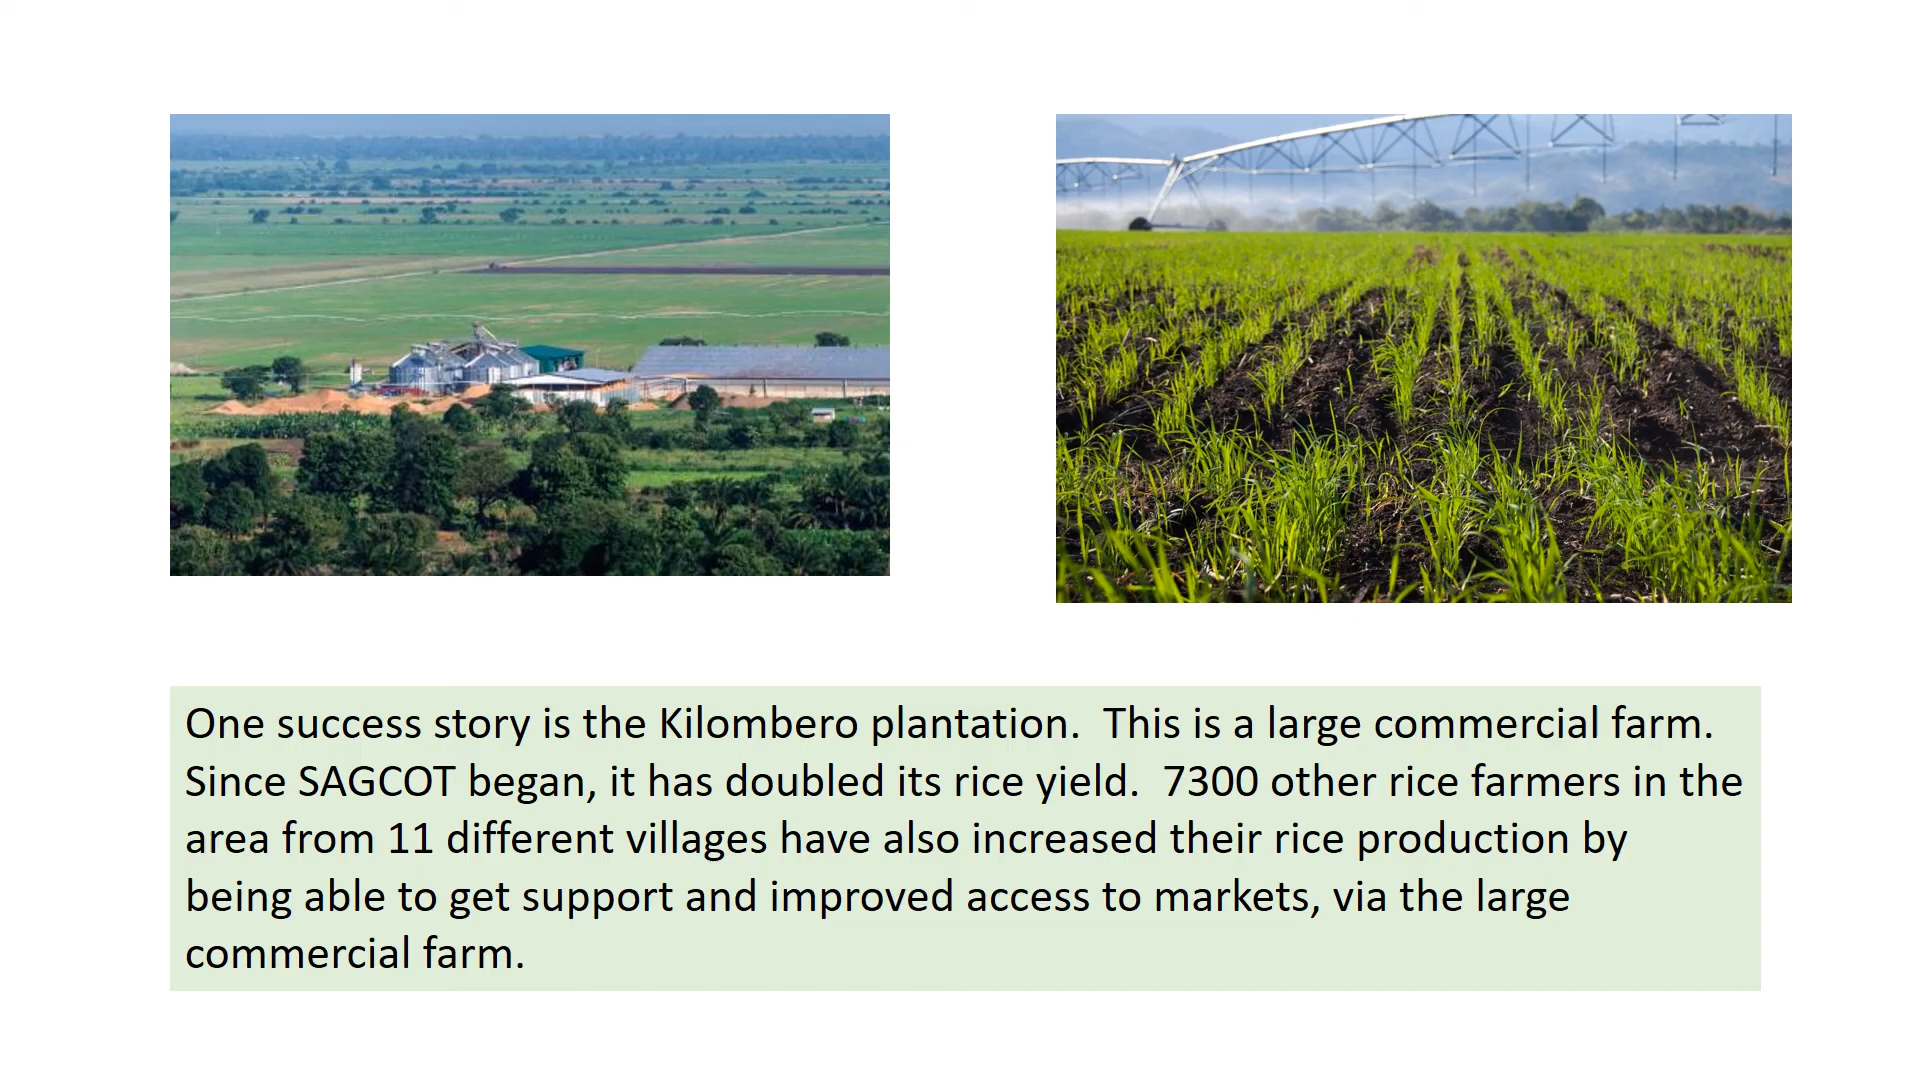 One success story is the Kilombero plantation.  This is a large commercial farm.
Since SAGCOT began, it has doubled its rice yield.  7300 other rice farmers in the
area from 11 different villages have also increased their rice production by
being able to get support and improved access to markets, via the large
commercial farm.